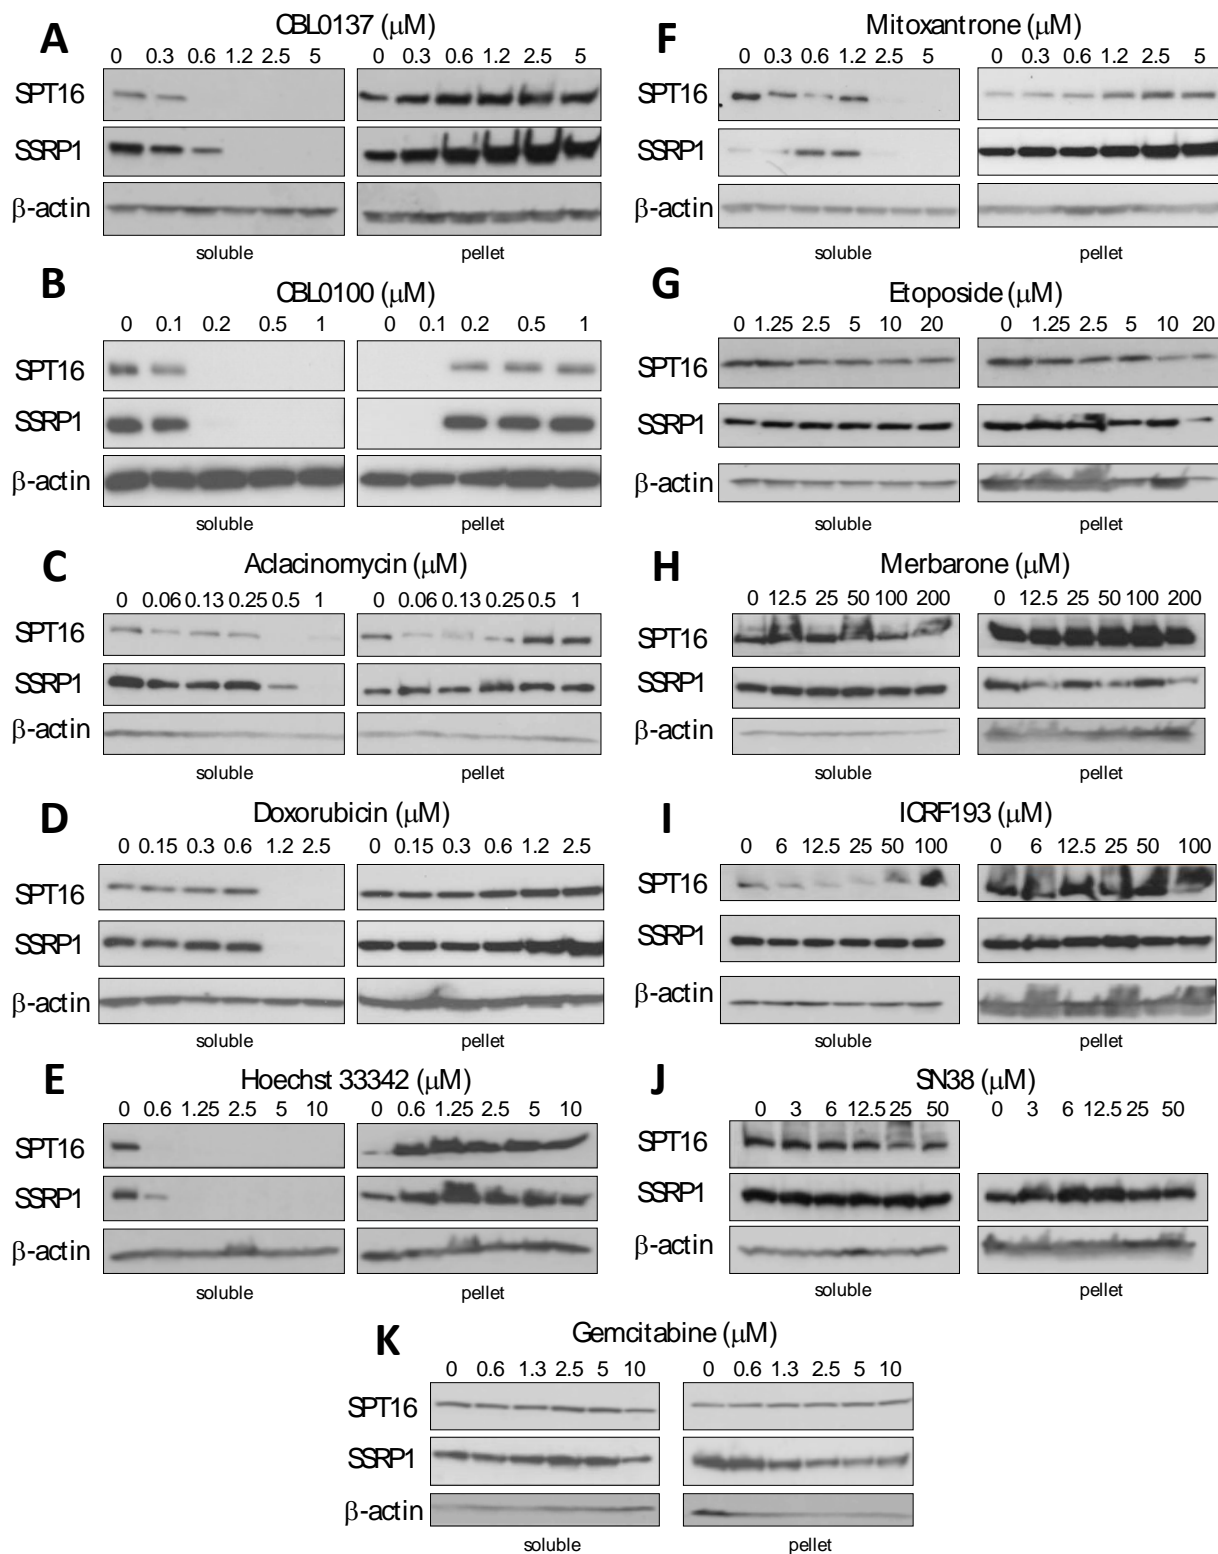 A
CBL0137 (μM)
0 0.3 0.6 1.2 2.5 5 0 0.3 0.6 1.2 2.5 5
SPT16
SSRP1
β-actin
soluble pellet
B
CBL0100 (μM)
0 0.1 0.2 0.5 1 0 0.1 0.2 0.5 1
SPT16
SSRP1
β-actin
soluble pellet
C
Aclacinomycin (μM)
0 0.06 0.13 0.25 0.5 1 0 0.06 0.13 0.25 0.5 1
SPT16
SSRP1
β-actin
soluble pellet
D
Doxorubicin (μM)
0 0.15 0.3 0.6 1.2 2.5 0 0.15 0.3 0.6 1.2 2.5
SPT16
SSRP1
β-actin
soluble pellet
E
Hoechst 33342 (μM)
0 0.6 1.25 2.5 5 10 0 0.6 1.25 2.5 5 10
SPT16
SSRP1
β-actin
soluble pellet
F
Mitoxantrone (μM)
0 0.3 0.6 1.2 2.5 5 0 0.3 0.6 1.2 2.5 5
SPT16
SSRP1
β-actin
soluble pellet
G
Etoposide (μM)
0 1.25 2.5 5 10 20 0 1.25 2.5 5 10 20
SPT16
SSRP1
β-actin
soluble pellet
H
Merbarone (μM)
0 12.5 25 50 100 200 0 12.5 25 50 100 200
SPT16
SSRP1
β-actin
soluble pellet
I
ICRF193 (μM)
0 6 12.5 25 50 100 0 6 12.5 25 50 100
SPT16
SSRP1
β-actin
soluble pellet
J
SN38 (μM)
0 3 6 12.5 25 50 0 3 6 12.5 25 50
SPT16
SSRP1
β-actin
soluble pellet
K
Gemcitabine (μM)
0 0.6 1.3 2.5 5 10 0 0.6 1.3 2.5 5 10
SPT16
SSRP1
β-actin
soluble pellet